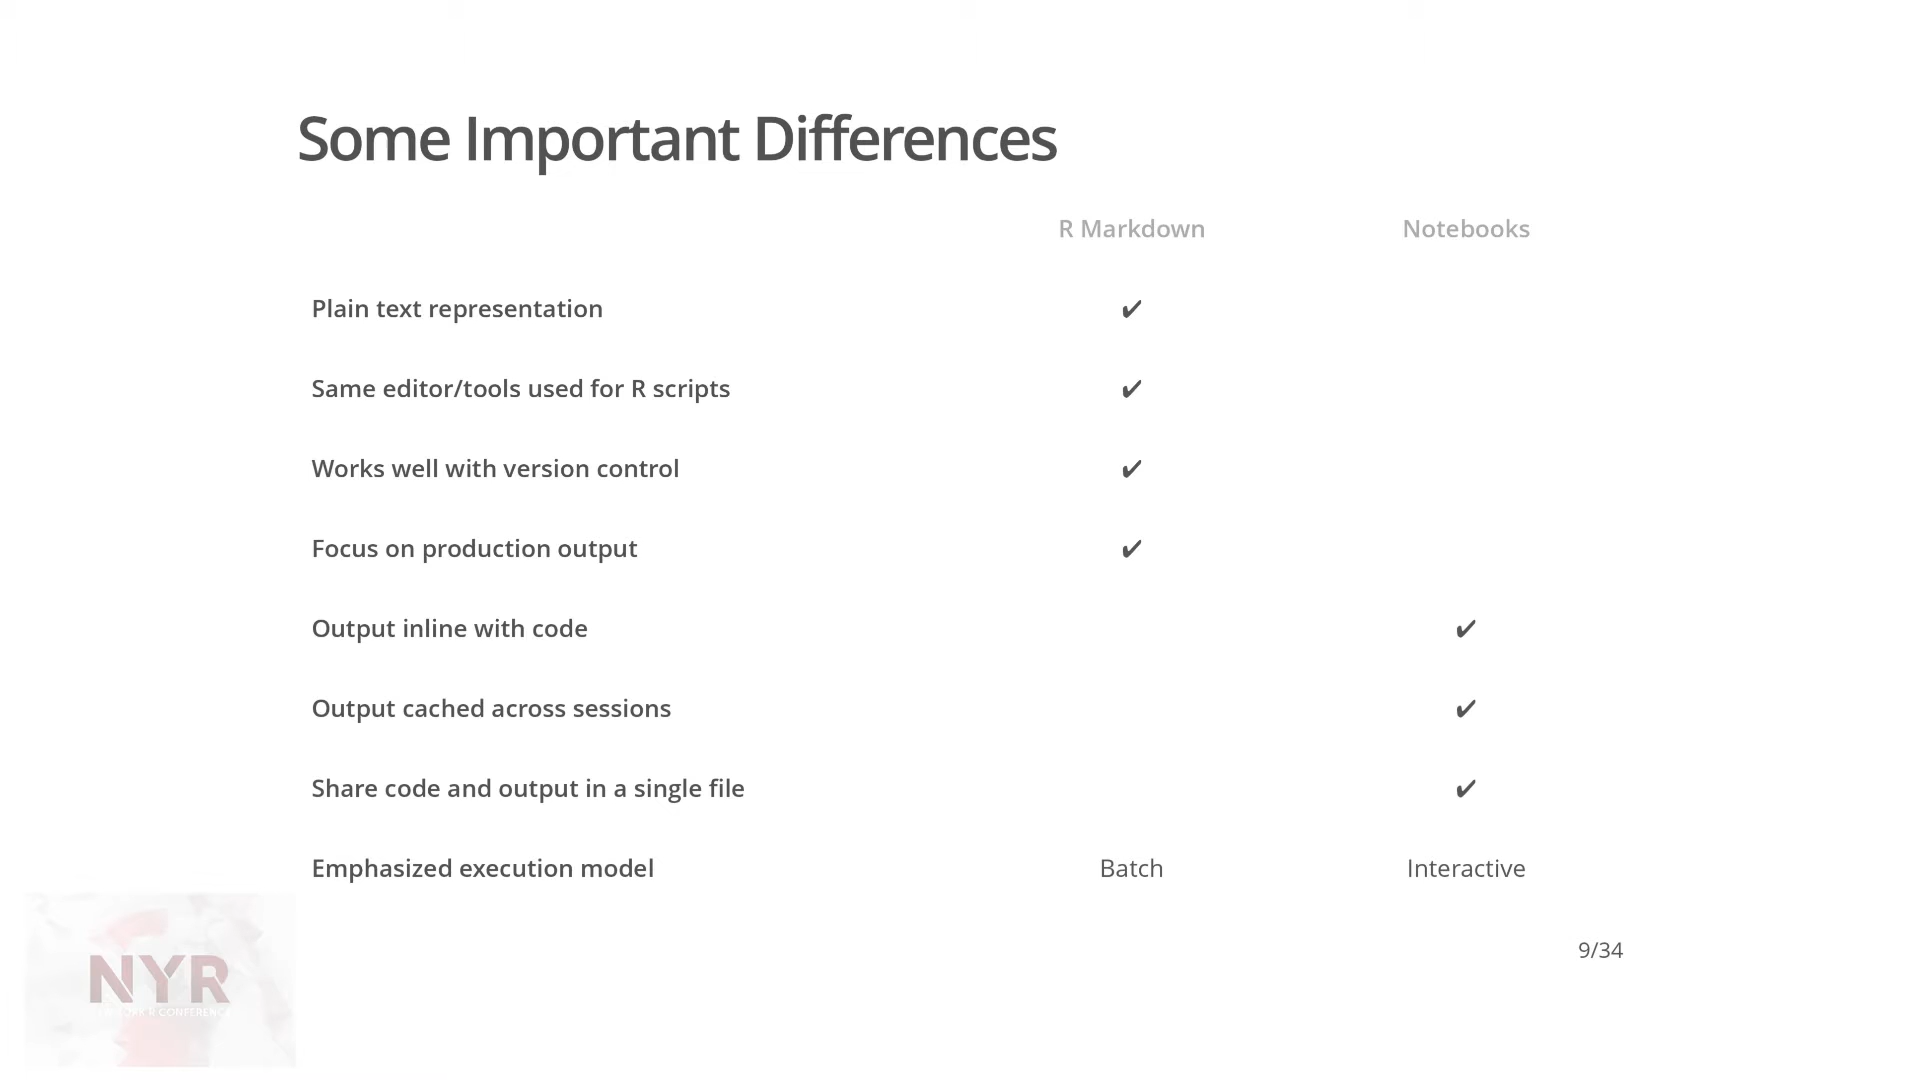 Some Important Differences
R Markdown Notebooks
Plain text representation ✔
Same editor/tools used for R scripts ✔
Works well with version control ✔
Focus on production output ✔
Output inline with code ✔
Output cached across sessions ✔
Share code and output in a single file ✔
Emphasized execution model Batch Interactive
9/34
NYR
R CONFERENCE